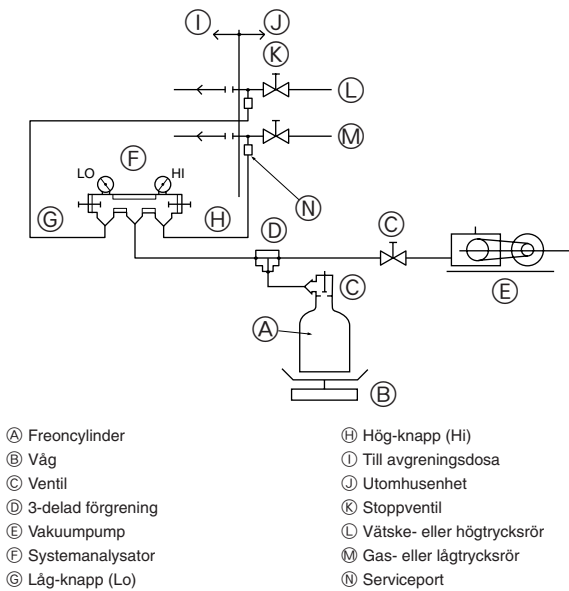 Ⓘ Ⓙ
Ⓚ
Ⓛ
Ⓜ
Ⓕ
LO HI
Ⓖ Ⓗ Ⓝ
Ⓓ Ⓒ
Ⓒ Ⓔ
Ⓐ
Ⓑ
Ⓐ Freoncylinder
Ⓑ Våg
Ⓒ Ventil
Ⓓ 3-delad förgrening
Ⓔ Vakuumpump
Ⓕ Systemanalysator
Ⓖ Låg-knapp (Lo)
Ⓗ Hög-knapp (Hi)
Ⓘ Till avgreningsdosa
Ⓙ Utomhusenhet
Ⓚ Stoppventil
Ⓛ Vätske- eller högtrycksrör
Ⓜ Gas- eller lågtrycksrör
Ⓝ Serviceport